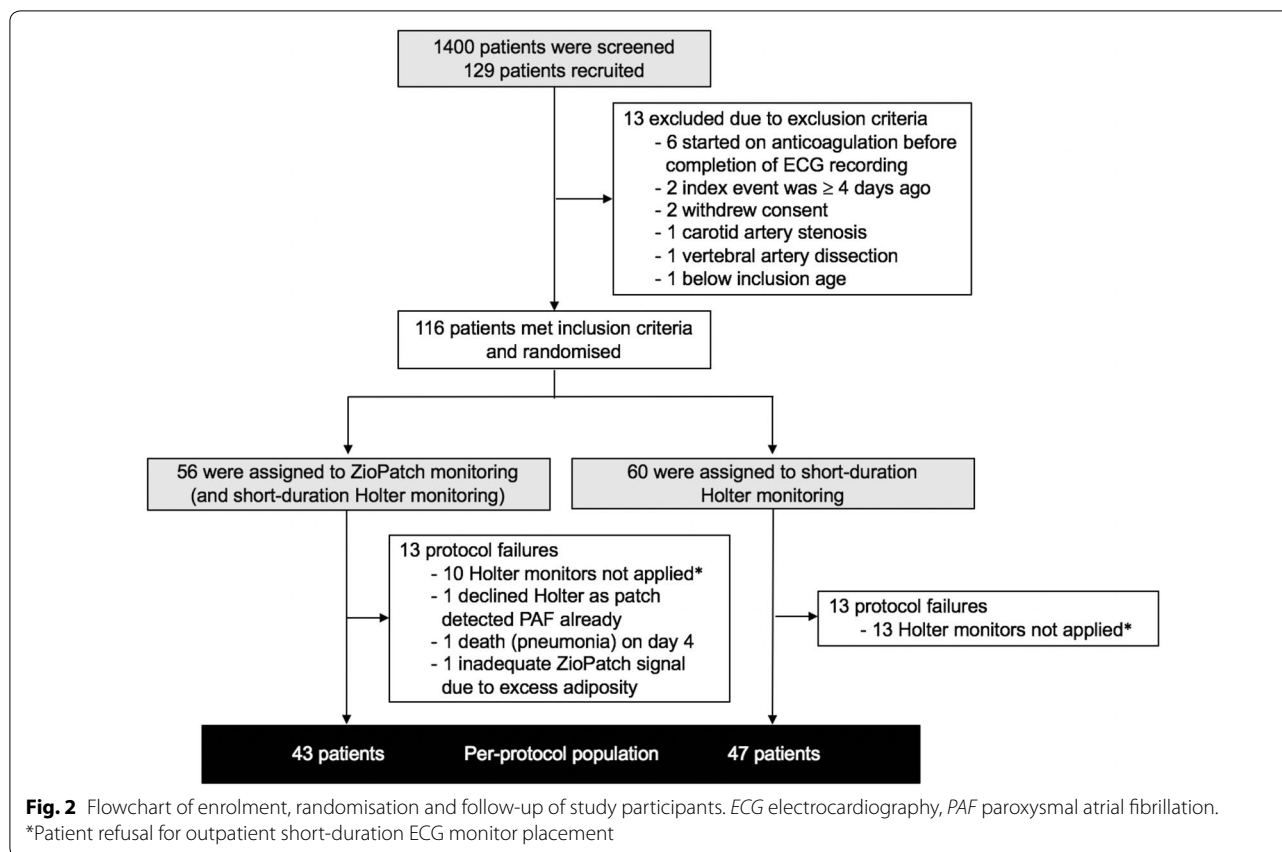 1400 patients were screened
129 patients recruited
13 excluded due to exclusion criteria
- 6 started on anticoagulation before
completion of ECG recording
- 2 index event was ≥ 4 days ago
- 2 withdrew consent
- 1 carotid artery stenosis
- 1 vertebral artery dissection
- 1 below inclusion age
116 patients met inclusion criteria
and randomised
56 were assigned to ZioPatch monitoring
(and short-duration Holter monitoring)
60 were assigned to short-duration
Holter monitoring
13 protocol failures
- 10 Holter monitors not applied*
- 1 declined Holter as patch
detected PAF already
- 1 death (pneumonia) on day 4
- 1 inadequate ZioPatch signal
due to excess adiposity
13 protocol failures
- 13 Holter monitors not applied*
43 patients Per-protocol population 47 patients
Fig. 2 Flowchart of enrolment, randomisation and follow-up of study participants. ECG electrocardiography, PAF paroxysmal atrial fibrillation.
*Patient refusal for outpatient short-duration ECG monitor placement